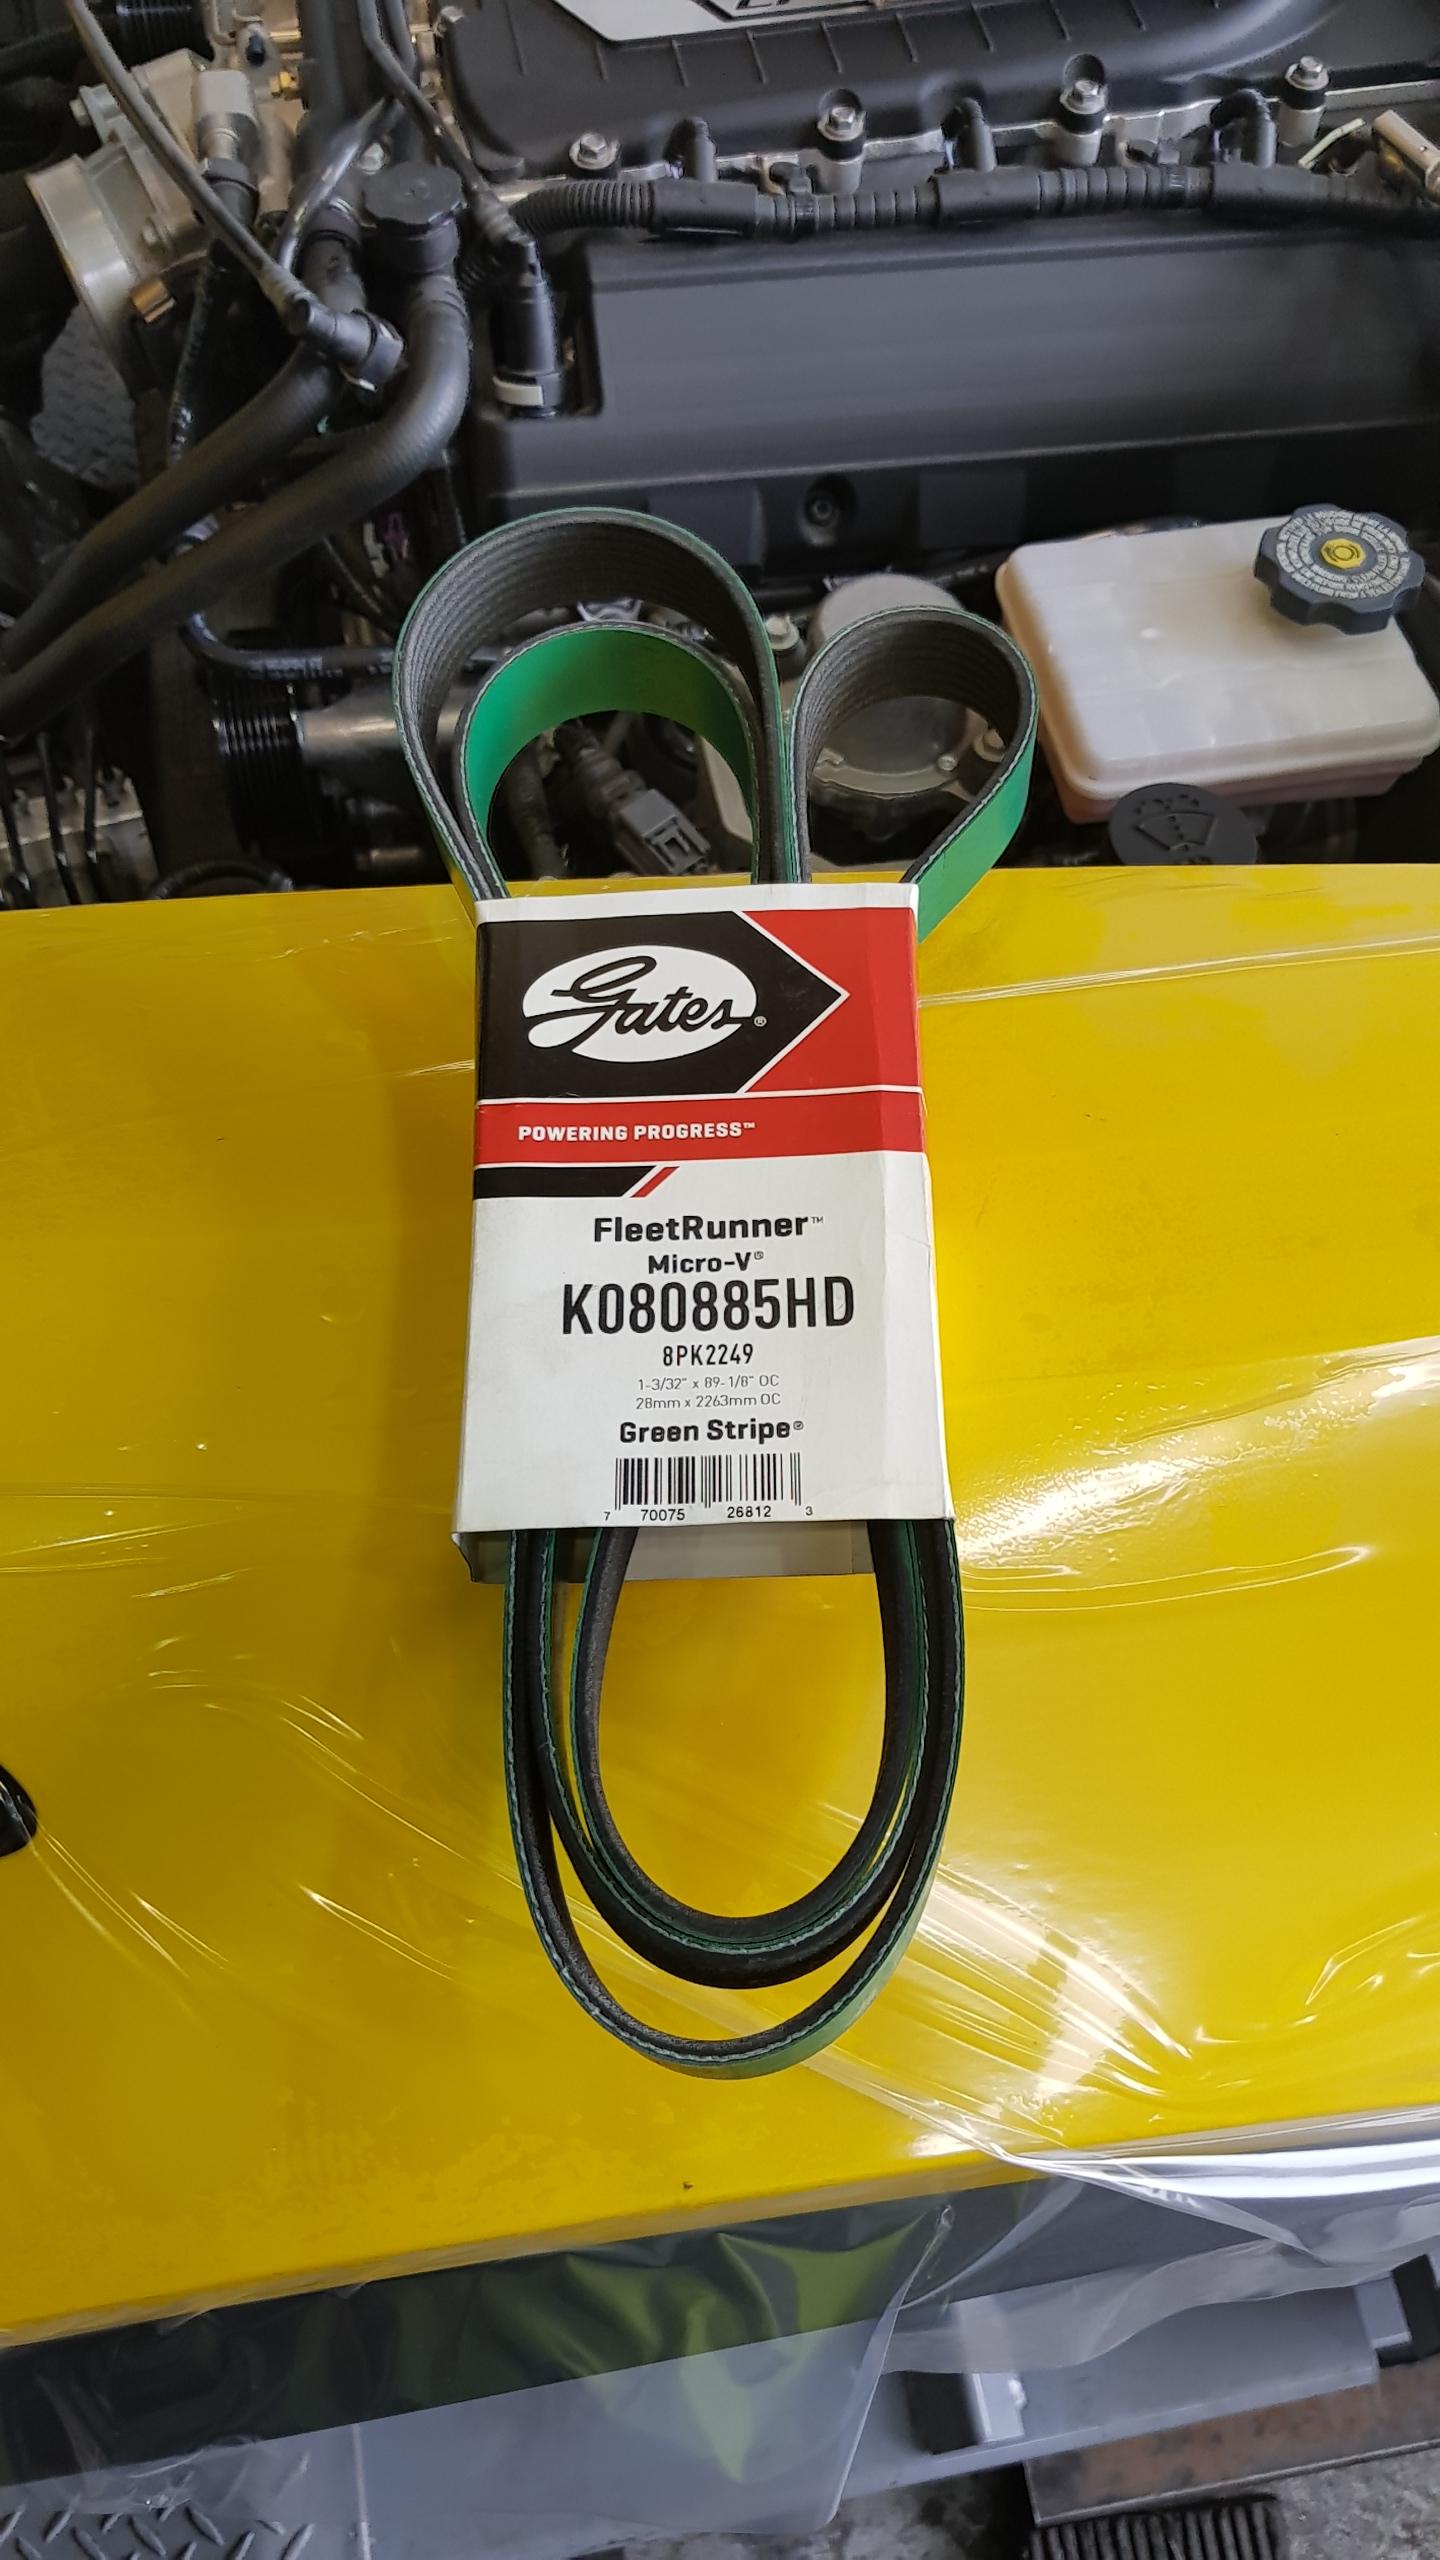 Gates®
POWERING PROGRESS™
FleetRunner™
Micro-V®
K080885HD
8PK2249
1-3/32" x 89-1/8" OC
28mm x 2263mm OC
Green Stripe®
7 70075 26812 3